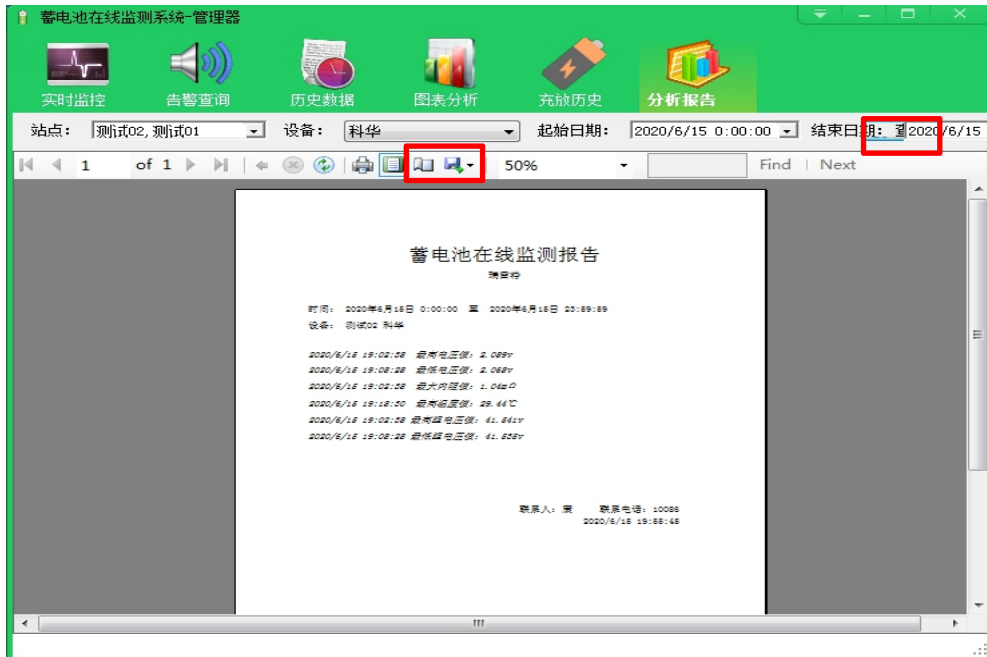 蓄电池在线监测系统-管理器
实时监控 告警查询 历史数据 图表分析 充放历史 分析报告
站点： 测试02,测试01 设备： 科华 起始日期： 2020/6/15 0:00:00 结束日期： 2020/6/15
1 of 1 50% Find Next
蓄电池在线监测报告
时间： 2020年6月15日 0:00:00 至 2020年6月15日 23:59:59
设备： 测试02 科华
2020/6/15 19:02:58 最高电压值：2.089v
2020/6/15 19:08:28 最低电压值：2.068v
2020/6/15 19:02:58 最大内阻值：1.04mΩ
2020/6/15 19:18:50 最高温度值：29.44℃
2020/6/15 19:02:58 最高组电压值：41.541v
2020/6/15 19:08:28 最低组电压值：41.535v
联系人： 联系电话：10086
2020/6/15 19:55:45